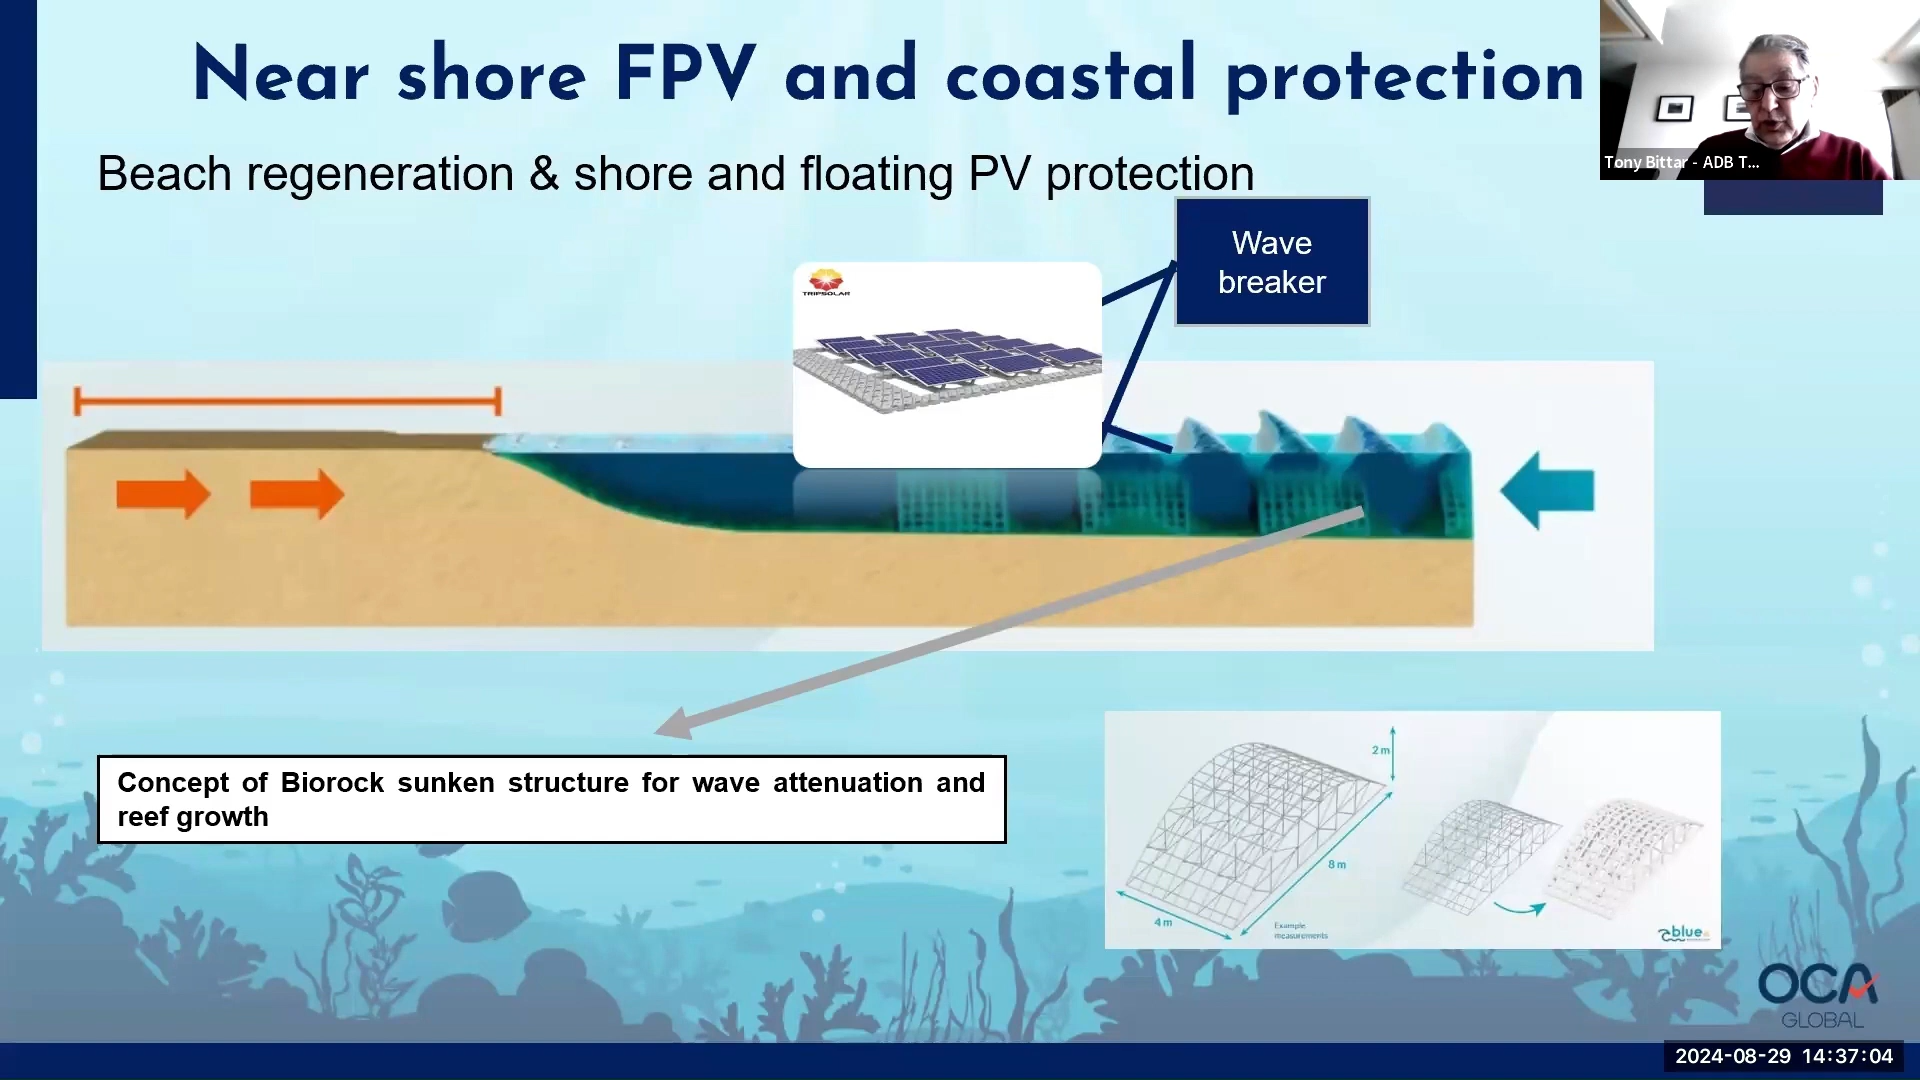 Near shore FPV and coastal protection
Tony Bittar - ADB T...
Beach regeneration & shore and floating PV protection
Wave
breaker
TRIPSOLAR
Concept of Biorock sunken structure for wave attenuation and
reef growth
2 m
8 m
4 m
Example
measurements
blue
OCA
GLOBAL
2024-08-29 14:37:04